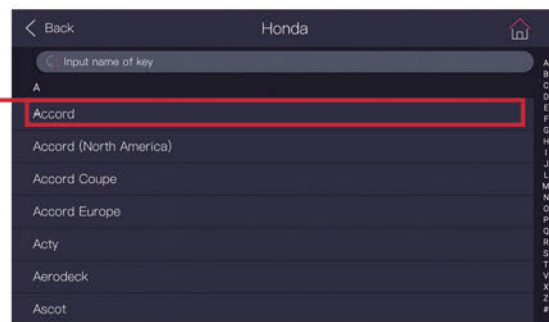 Back
Honda
Input name of key
A
Accord
Accord (North America)
Accord Coupe
Accord Europe
Acty
Aerodeck
Ascot
A
B
C
D
E
F
G
H
I
J
L
M
N
O
P
Q
R
S
T
V
X
Z
#